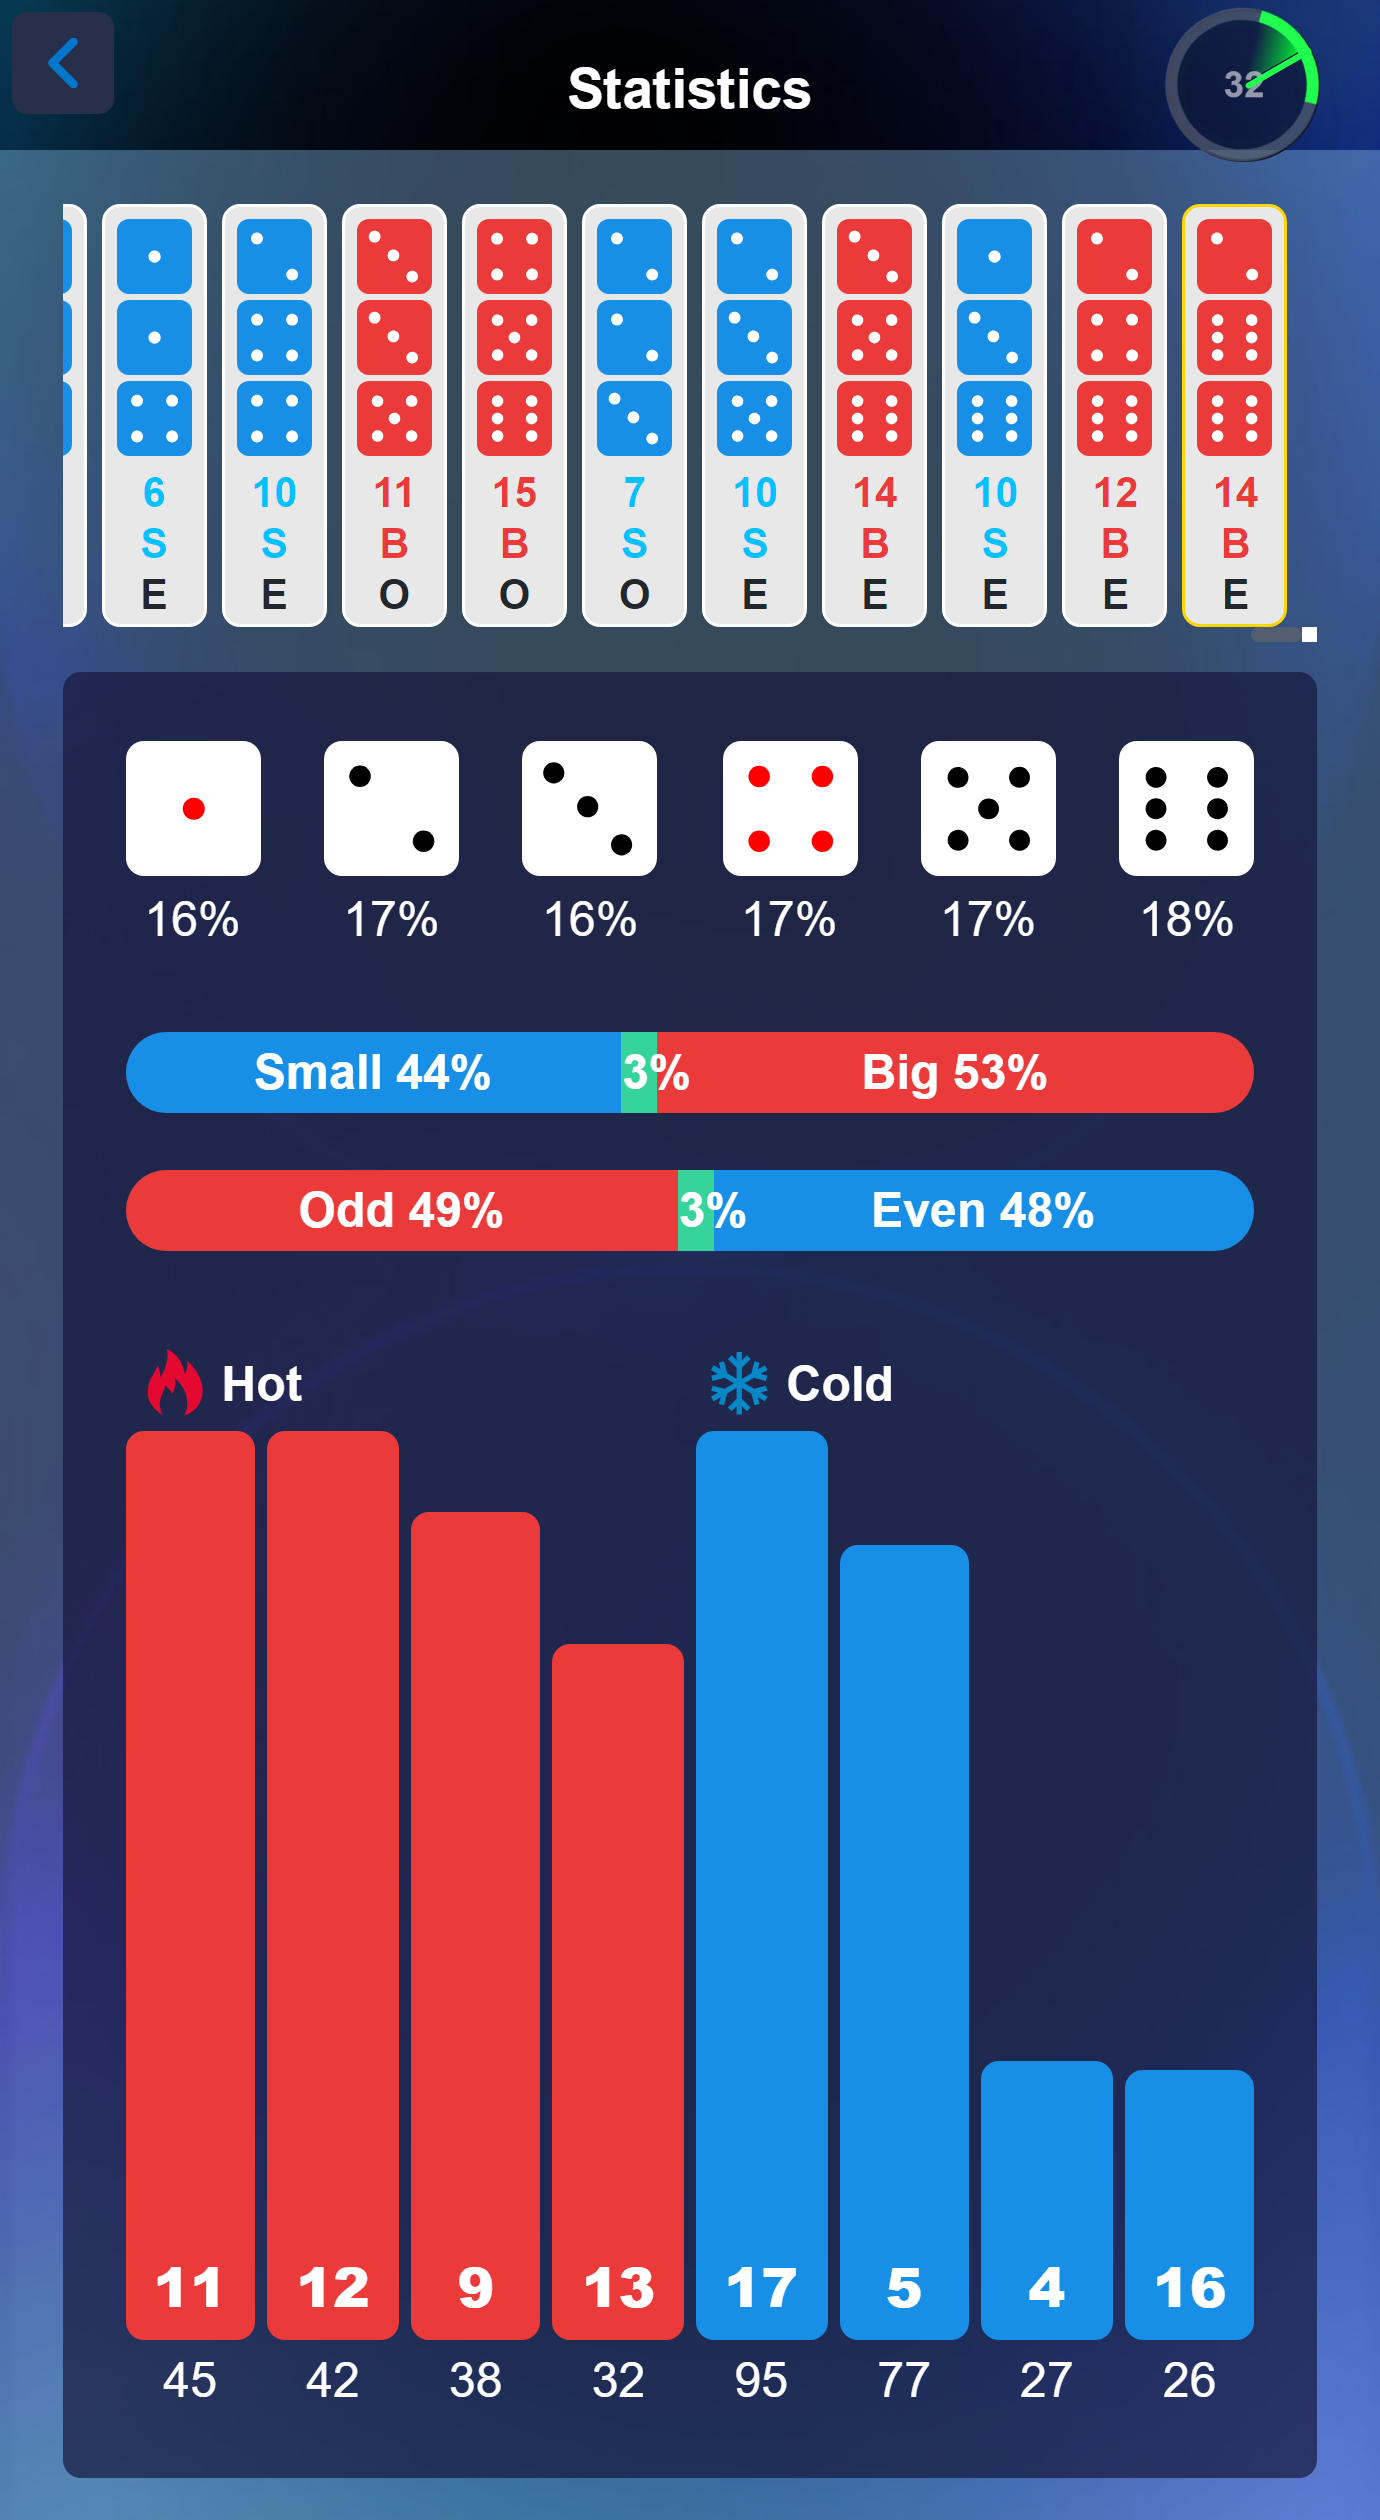 Statistics
32
6 10 11 15 7 10 14 10 12 14
S S B B S S B S B B
E E O O O E E E E E
16% 17% 16% 17% 17% 18%
Small 44% 3% Big 53%
Odd 49% 3% Even 48%
Hot Cold
11 12 9 13 17 5 4 16
45 42 38 32 95 77 27 26